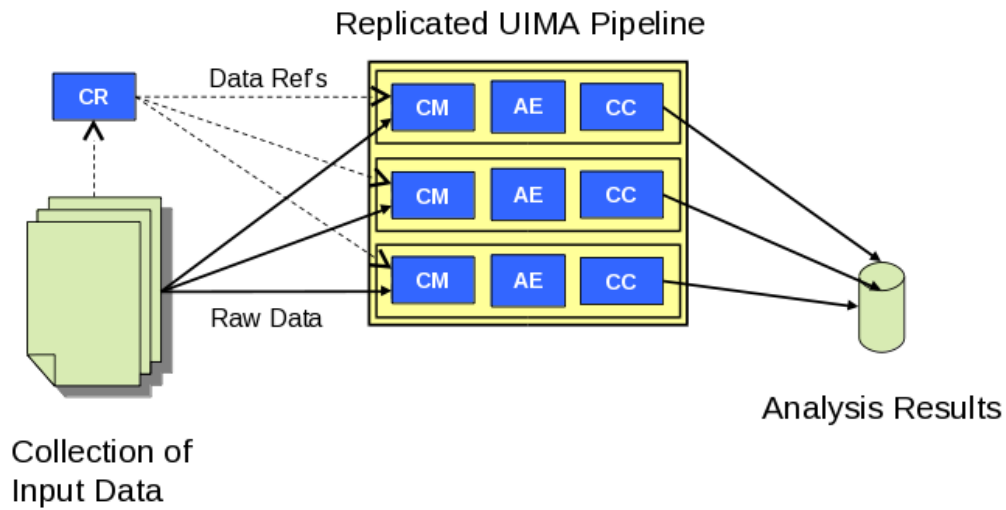 Replicated UIMA Pipeline
Data Ref's
CR
CM AE CC
CM AE CC
CM AE CC
Raw Data
Analysis Results
Collection of
Input Data